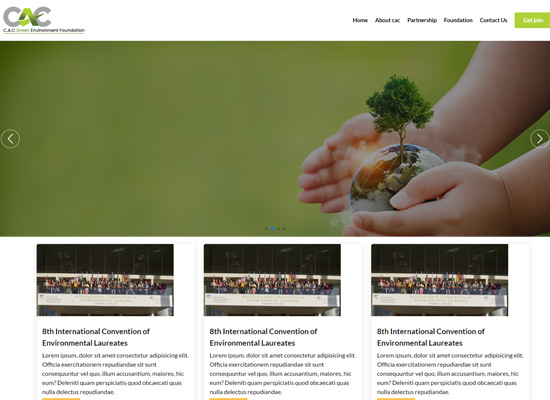 CAC
C.A.C Green Environment Foundation
Home About cac Partnership Foundation Contact Us Get join
8th International Convention of
Environmental Laureates
Lorem ipsum, dolor sit amet consectetur adipisicing elit.
Officia exercitationem repudiandae sit sunt
consequuntur vel quo, illum accusantium, maiores, hic
eum? Deleniti quam perspiciatis quod obcaecati quas
nulla delectus repudiandae.
8th International Convention of
Environmental Laureates
Lorem ipsum, dolor sit amet consectetur adipisicing elit.
Officia exercitationem repudiandae sit sunt
consequuntur vel quo, illum accusantium, maiores, hic
eum? Deleniti quam perspiciatis quod obcaecati quas
nulla delectus repudiandae.
8th International Convention of
Environmental Laureates
Lorem ipsum, dolor sit amet consectetur adipisicing elit.
Officia exercitationem repudiandae sit sunt
consequuntur vel quo, illum accusantium, maiores, hic
eum? Deleniti quam perspiciatis quod obcaecati quas
nulla delectus repudiandae.